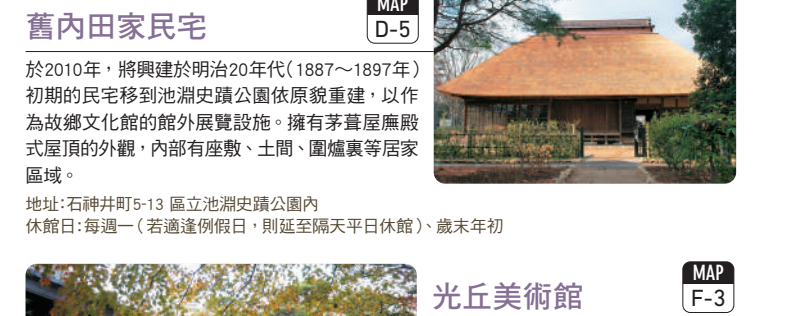 舊內田家民宅
MAP
D-5
於2010年，將興建於明治20年代（1887～1897年）
初期的民宅移到池淵史蹟公園依原貌重建，以作
為故鄉文化館的館外展覽設施。擁有茅葺屋廡殿
式屋頂的外觀，內部有座敷、土間、圍爐裏等居家
區域。
地址:石神井町5-13 區立池淵史蹟公園內
休館日:每週一（若適逢例假日，則延至隔天平日休館）、歲末年初
光丘美術館
MAP
F-3